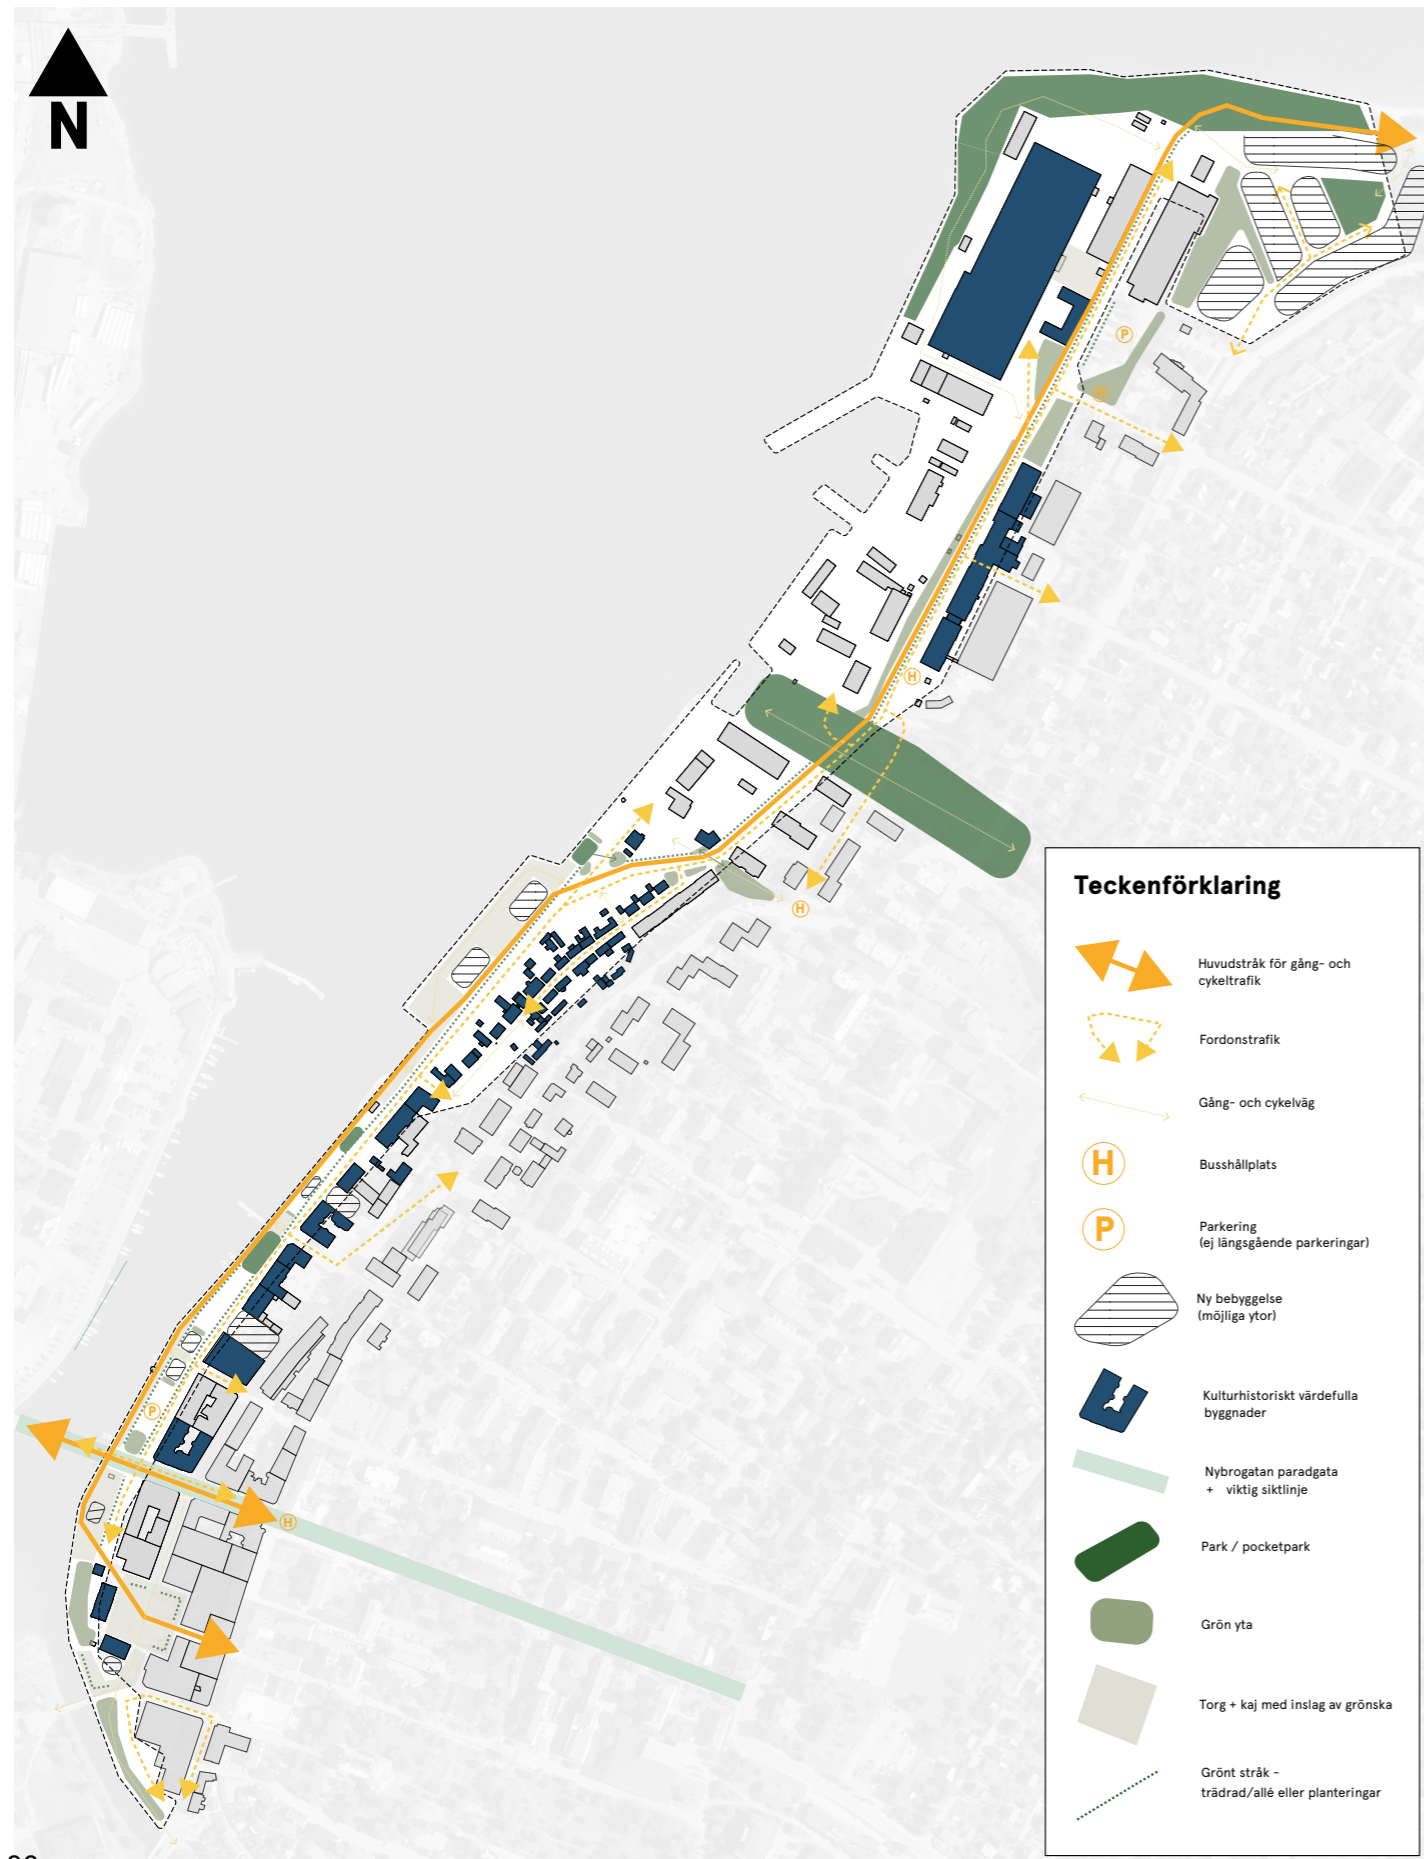 N
P
H
H
H
P
H
Teckenförklaring
Huvudstråk för gång- och
cykeltrafik
Fordonstrafik
Gång- och cykelväg
H
Busshållplats
P
Parkering
(ej längsgående parkeringar)
Ny bebyggelse
(möjliga ytor)
Kulturhistoriskt värdefulla
byggnader
Nybrogatan paradgata
+ viktig siktlinje
Park / pocketpark
Grön yta
Torg + kaj med inslag av grönska
Grönt stråk -
trädrad/allé eller planteringar